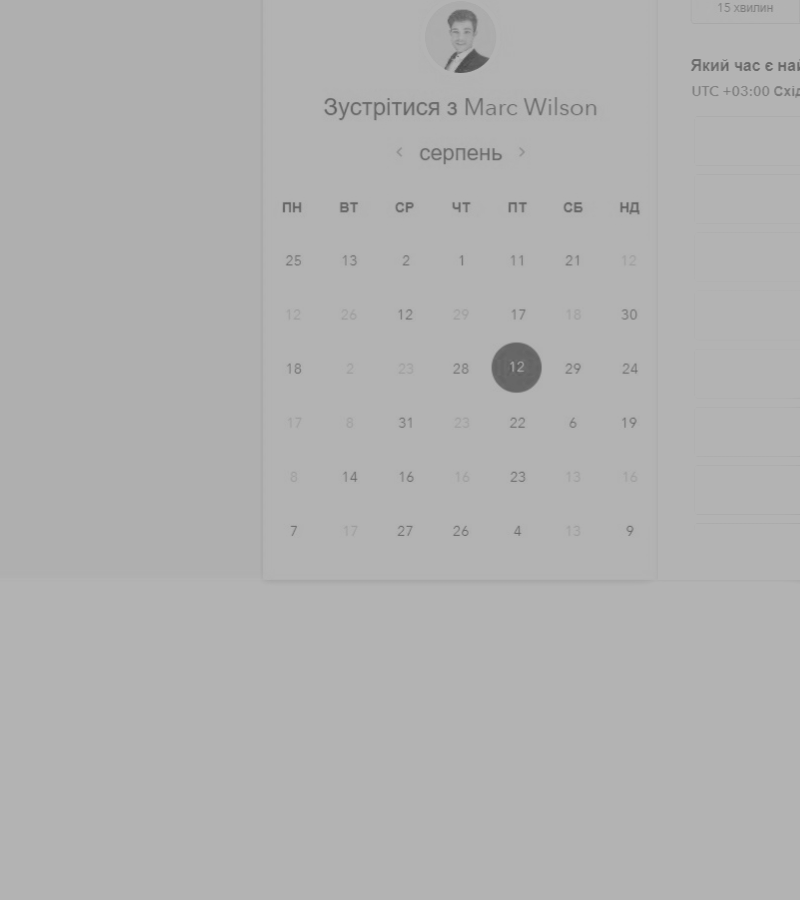 15 хвилин
Який час є най
UTC +03:00 Схід
Зустрітися з Marc Wilson
‹ серпень ›
ПН ВТ СР ЧТ ПТ СБ НД
25 13 2 1 11 21 12
12 26 12 29 17 18 30
18 2 23 28 12 29 24
17 8 31 23 22 6 19
8 14 16 16 23 13 16
7 17 27 26 4 13 9